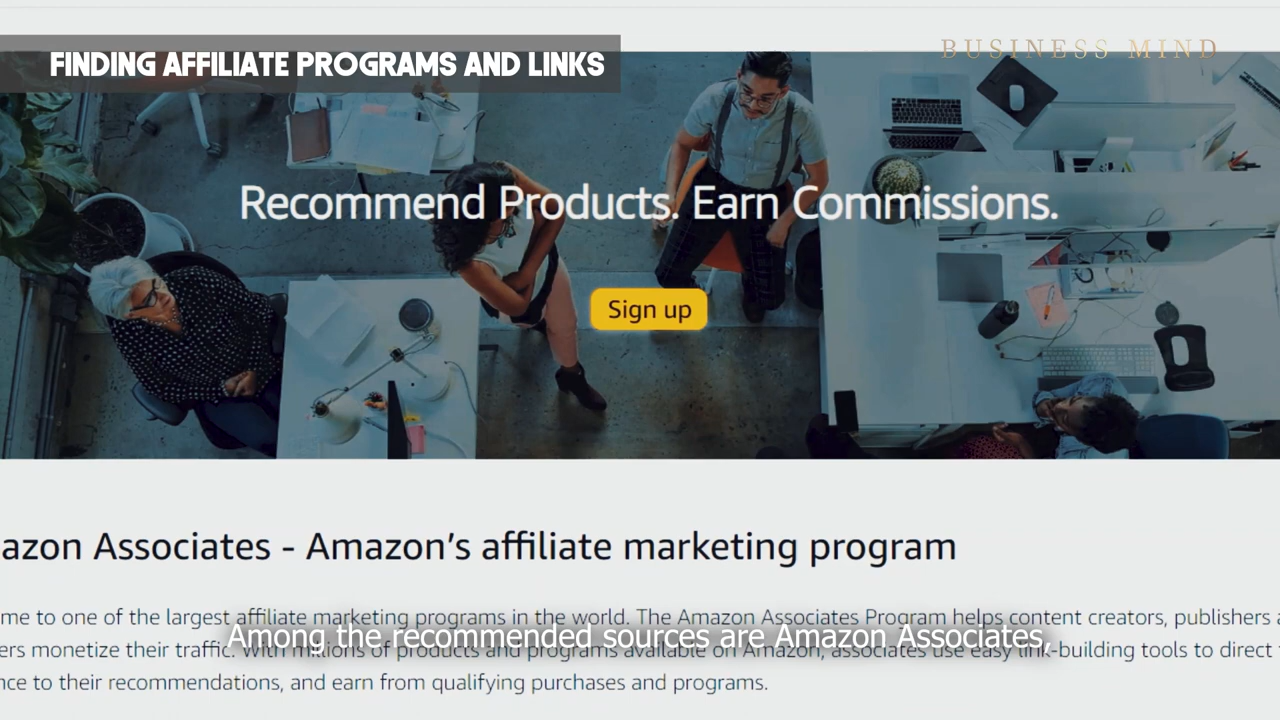 FINDING AFFILIATE PROGRAMS AND LINKS
BUSINESS MIND
Recommend Products. Earn Commissions.
Sign up
azon Associates - Amazon's affiliate marketing program
me to one of the largest affiliate marketing programs in the world. The Amazon Associates Program helps content creators, publishers a
Among the recommended sources are Amazon Associates,
ers monetize their traffic. With millions of products and programs available on Amazon, associates use easy link-building tools to direct
nce to their recommendations, and earn from qualifying purchases and programs.